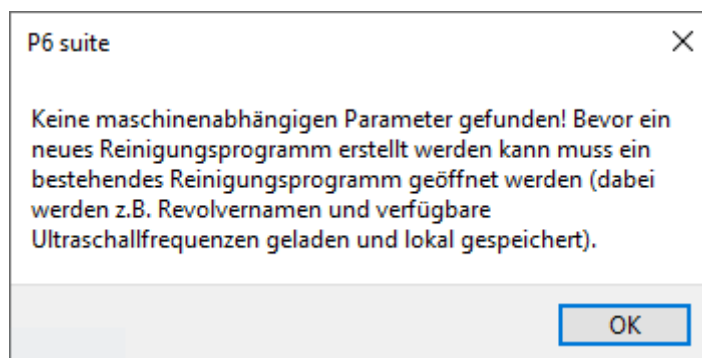 P6 suite
Keine maschinenabhängigen Parameter gefunden! Bevor ein
neues Reinigungsprogramm erstellt werden kann muss ein
bestehendes Reinigungsprogramm geöffnet werden (dabei
werden z.B. Revolvernamen und verfügbare
Ultraschallfrequenzen geladen und lokal gespeichert).
OK